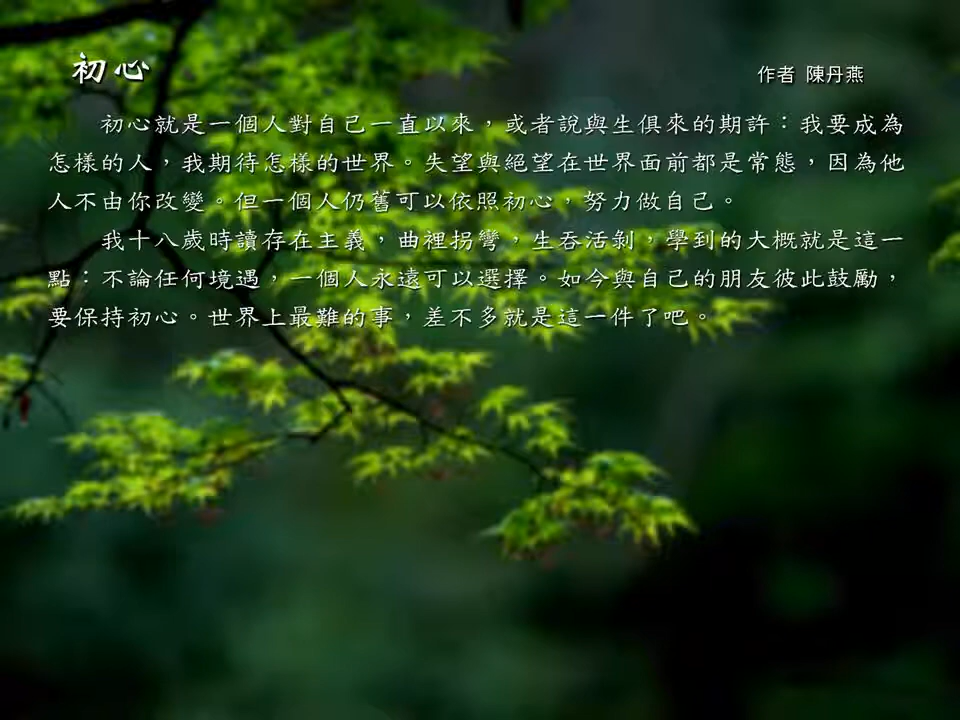 初心
作者 陳丹燕
初心就是一個人對自己一直以來，或者說與生俱來的期許：我要成為
怎樣的人，我期待怎樣的世界。失望與絕望在世界面前都是常態，因為他
人不由你改變。但一個人仍舊可以依照初心，努力做自己。
我十八歲時讀存在主義，曲裡拐彎，生吞活剝，學到的大概就是這一
點：不論任何境遇，一個人永遠可以選擇。如今與自己的朋友彼此鼓勵，
要保持初心。世界上最難的事，差不多就是這一件了吧。